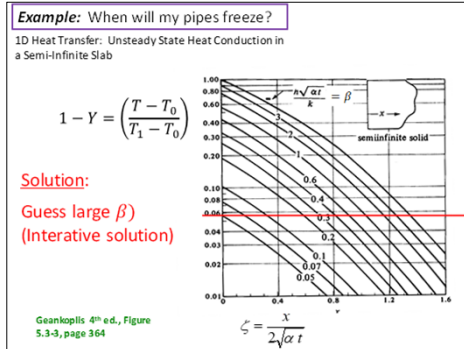 Example: When will my pipes freeze?
1D Heat Transfer: Unsteady State Heat Conduction in
a Semi-Infinite Slab
1 − Y = (T − T₀ / T₁ − T₀)
Solution:
Guess large β)
(Interative solution)
Geankoplis 4th ed., Figure
5.3-3, page 364
1.00
0.80
0.60
0.40
0.30
0.20
0.10
0.08
0.06
0.04
0.03
0.02
0.01
h√αt / k = β
x
semiinfinite solid
3
2
1
0.6
0.4
0.3
0.2
0.1
0.07
0.05
0
0.4
0.8
1.2
1.6
ζ = x / 2√α t